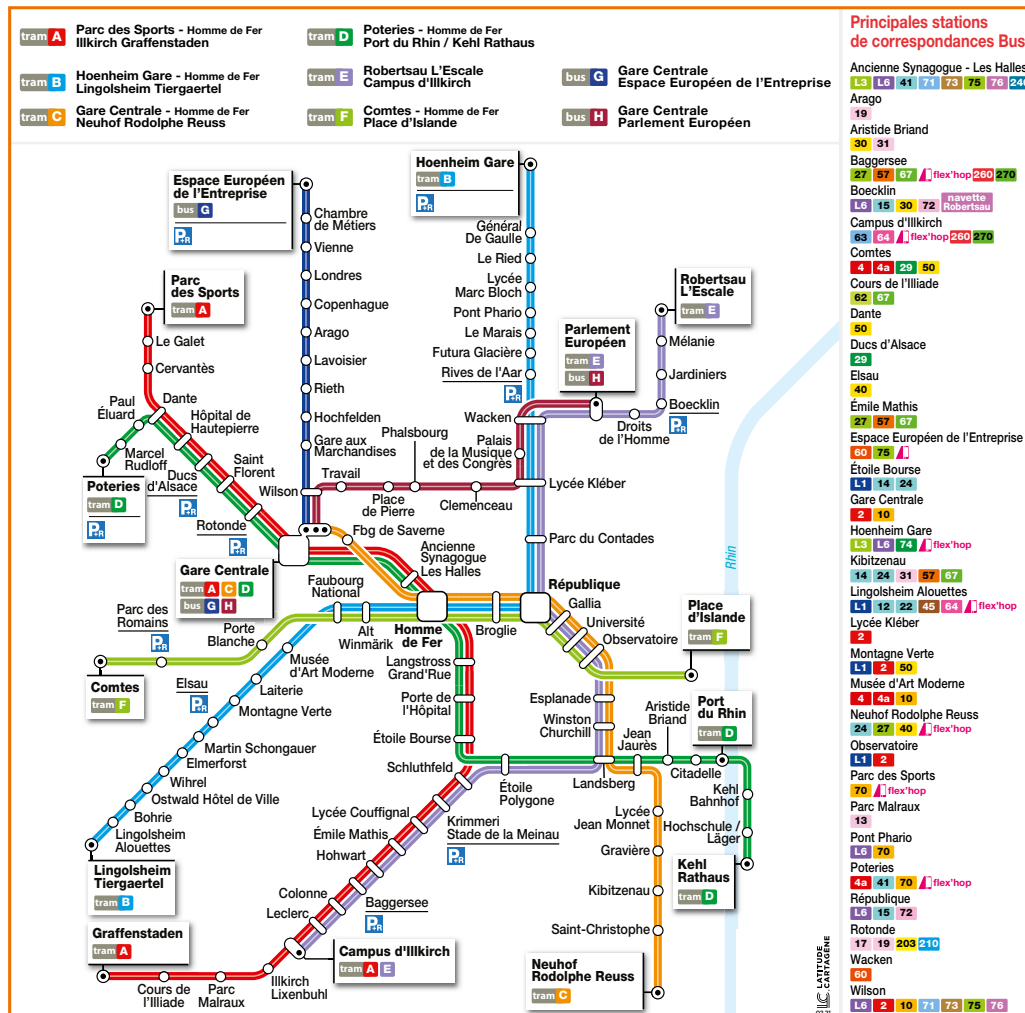 tram A Parc des Sports - Homme de Fer
Illkirch Graffenstaden
tram B Hoenheim Gare - Homme de Fer
Lingolsheim Tiergaertel
tram C Gare Centrale - Homme de Fer
Neuhof Rodolphe Reuss
tram D Poteries - Homme de Fer
Port du Rhin / Kehl Rathaus
tram E Robertsau L'Escale
Campus d'Illkirch
tram F Comtes - Homme de Fer
Place d'Islande
bus G Gare Centrale
Espace Européen de l'Entreprise
bus H Gare Centrale
Parlement Européen
Espace Européen
de l'Entreprise
bus G
P+R
Chambre
de Métiers
Vienne
Londres
Copenhague
Arago
Lavoisier
Rieth
Hochfelden
Gare aux
Marchandises
Wilson
Hoenheim Gare
tram B
P+R
Général
De Gaulle
Le Ried
Lycée
Marc Bloch
Pont Phario
Le Marais
Futura Glacière
Rives de l'Aar
P+R
Parc
des Sports
tram A
Le Galet
Cervantès
Dante
Paul
Éluard
Hôpital de
Hautepierre
Marcel
Rudloff
Ducs
d'Alsace
P+R
Saint
Florent
Poteries
tram D
P+R
Rotonde
P+R
Robertsau
L'Escale
tram E
Mélanie
Jardiniers
Boecklin
P+R
Droits
de l'Homme
Parlement
Européen
tram E
bus H
Wacken
Palais
de la Musique
et des Congrès
Phalsbourg
Travail
Place
de Pierre
Clemenceau
Lycée Kléber
Parc du Contades
Fbg de Saverne
Ancienne
Synagogue
Les Halles
Gare Centrale
tram A C D
bus G H
Faubourg
National
République
Gallia
Université
Observatoire
Place
d'Islande
tram F
Parc des
Romains
P+R
Porte
Blanche
Alt
Winmärik
Homme
de Fer
Broglie
Comtes
tram F
Elsau
P+R
Musée
d'Art Moderne
Laiterie
Montagne Verte
Martin Schongauer
Elmerforst
Wihrel
Ostwald Hôtel de Ville
Bohrie
Lingolsheim
Alouettes
Lingolsheim
Tiergaertel
tram B
Langstross
Grand'Rue
Porte de
l'Hôpital
Étoile Bourse
Schluthfeld
Esplanade
Winston
Churchill
Landsberg
Jean
Jaurès
Aristide
Briand
Citadelle
Port
du Rhin
tram D
Kehl
Bahnhof
Hochschule /
Läger
Kehl
Rathaus
tram D
Étoile
Polygone
Krimmeri
Stade de la Meinau
P+R
Lycée Couffignal
Émile Mathis
Hohwart
Colonne
Leclerc
Baggersee
P+R
Campus d'Illkirch
tram A E
Illkirch
Lixenbuhl
Parc
Malraux
Cours de
l'Illiade
Graffenstaden
tram A
Lycée
Jean Monnet
Gravière
Kibitzenau
Saint-Christophe
Neuhof
Rodolphe Reuss
tram C
Rhin
LATITUDE
CARTAGÈNE
Principales stations
de correspondances Bus
Ancienne Synagogue - Les Halles
L3 L6 41 71 73 75 76 240
Arago
19
Aristide Briand
30 31
Baggersee
27 57 67 flex'hop 260 270
Boecklin
L6 15 30 72 navette
Robertsau
Campus d'Illkirch
63 64 flex'hop 260 270
Comtes
4 4a 29 50
Cours de l'Illiade
62 67
Dante
50
Ducs d'Alsace
29
Elsau
40
Émile Mathis
27 57 67
Espace Européen de l'Entreprise
60 75
Étoile Bourse
L1 14 24
Gare Centrale
2 10
Hoenheim Gare
L3 L6 74 flex'hop
Kibitzenau
14 24 31 57 67
Lingolsheim Alouettes
L1 12 22 45 64 flex'hop
Lycée Kléber
2
Montagne Verte
L1 2 50
Musée d'Art Moderne
4 4a 10
Neuhof Rodolphe Reuss
24 27 40 flex'hop
Observatoire
L1 2
Parc des Sports
70 flex'hop
Parc Malraux
13
Pont Phario
L6 70
Poteries
4a 41 70 flex'hop
République
L6 15 72
Rotonde
17 19 203 210
Wacken
60
Wilson
L6 2 10 71 73 75 76